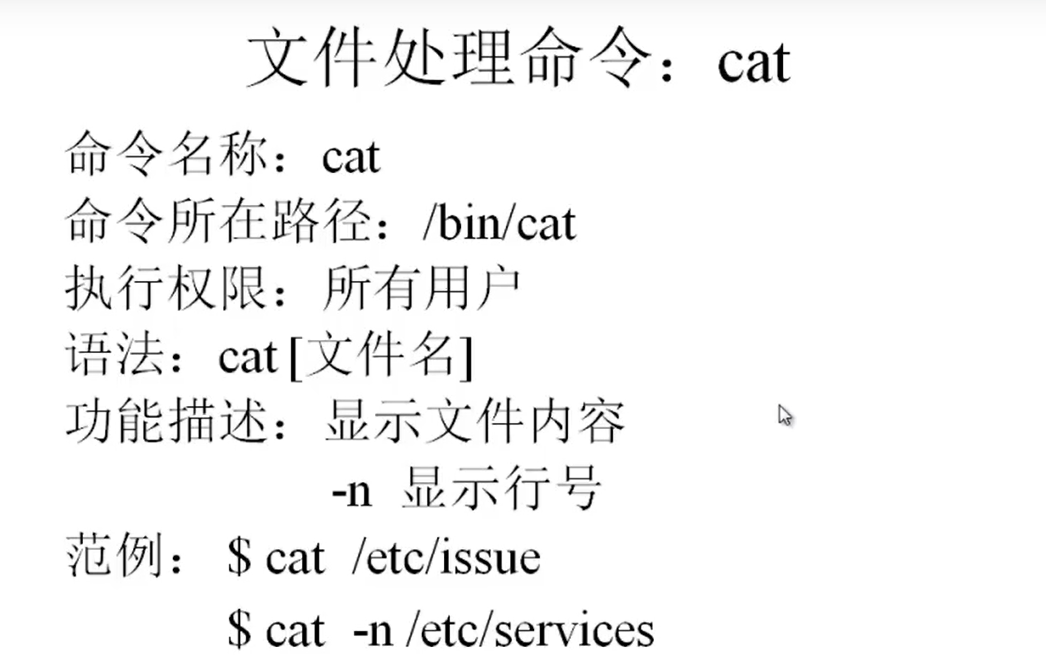 文件处理命令：cat
命令名称：cat
命令所在路径：/bin/cat
执行权限：所有用户
语法：cat [文件名]
功能描述：显示文件内容
-n 显示行号
范例： $ cat /etc/issue
$ cat -n /etc/services